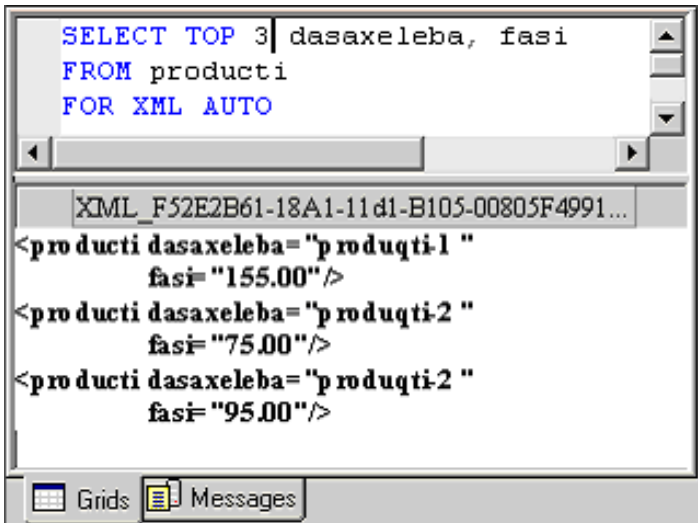 SELECT TOP 3 dasaxeleba, fasi
FROM producti
FOR XML AUTO
XML_F52E2B61-18A1-11d1-B105-00805F4991...
<producti dasaxeleba="produqti-1 "
fasi="155.00"/>
<producti dasaxeleba="produqti-2 "
fasi="75.00"/>
<producti dasaxeleba="produqti-2 "
fasi="95.00"/>
Grids Messages